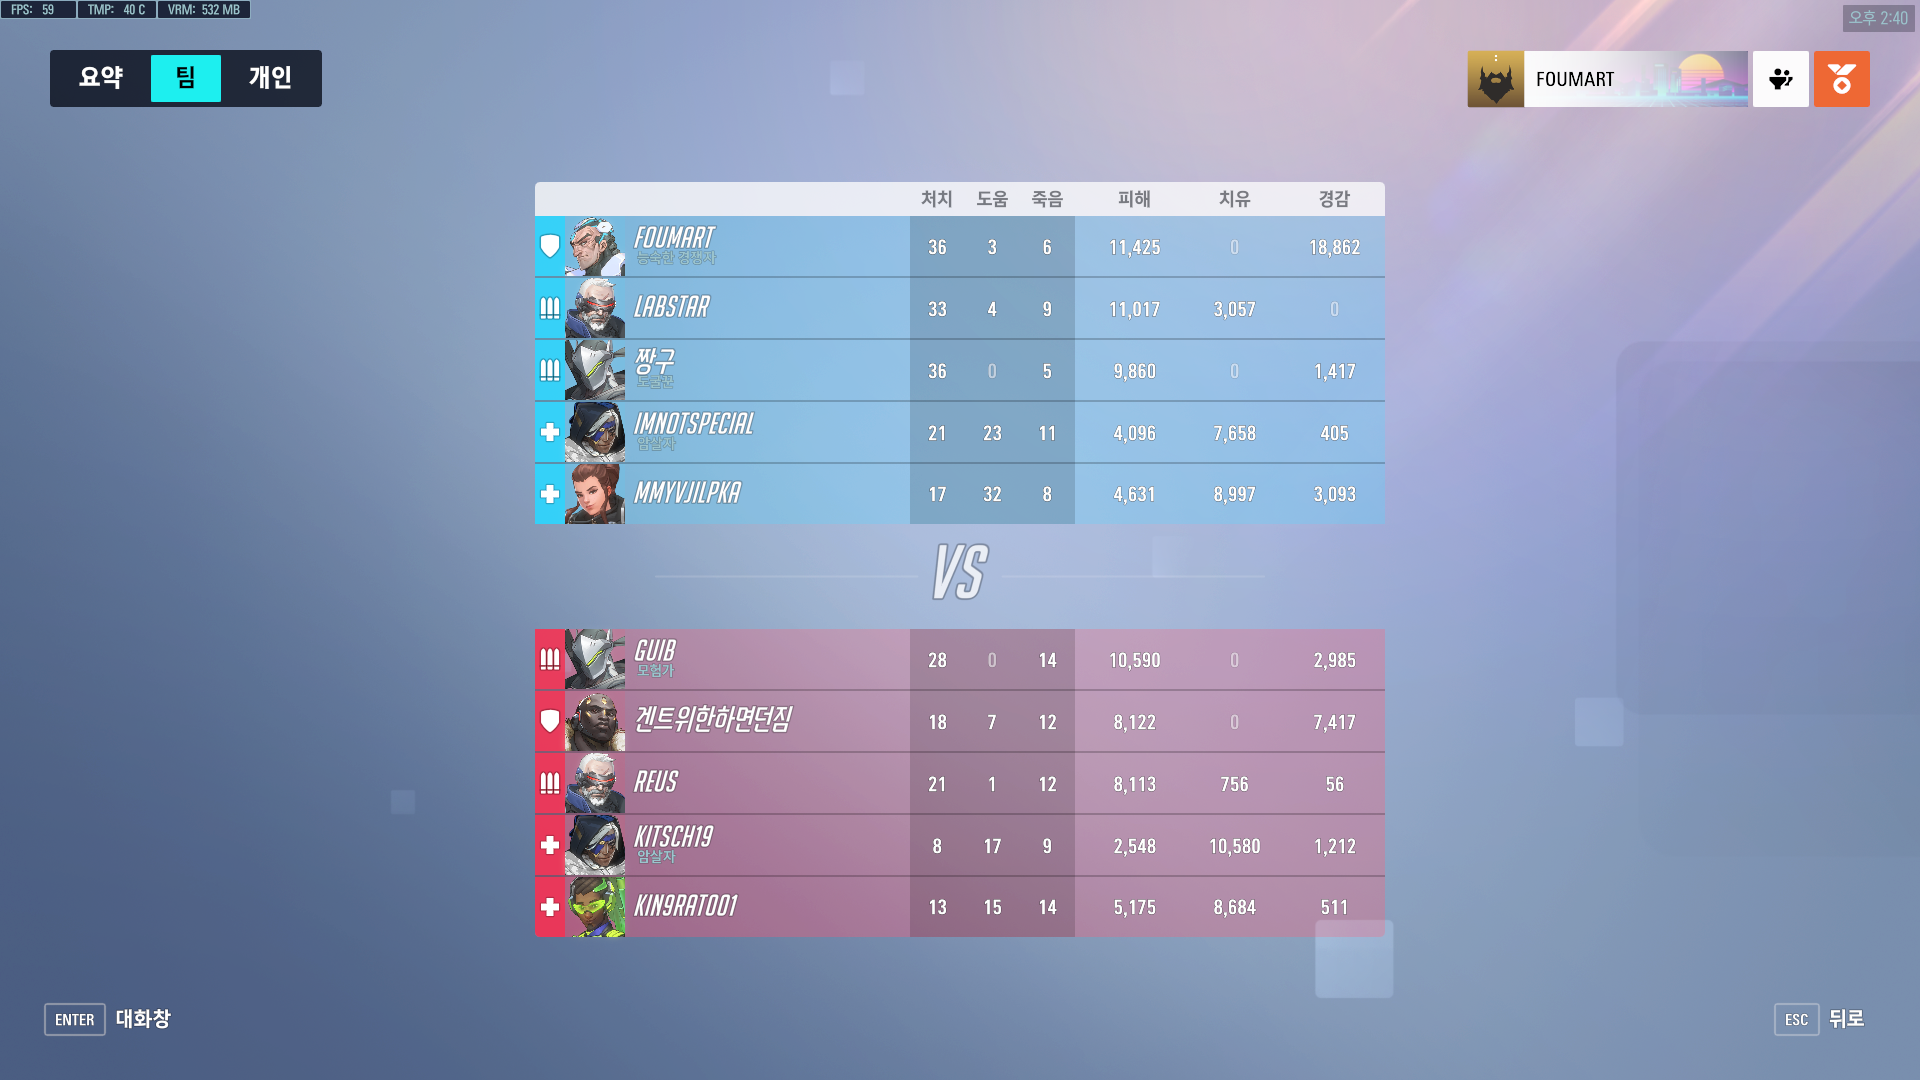 FPS: 59 TMP: 40 C VRM: 532 MB
오후 2:40
요약 팀 개인
FOUMART
처치 도움 죽음 피해 치유 경감
FOUMART 36 3 6 11,425 0 18,862
능숙한 경쟁자
LABSTAR 33 4 9 11,017 3,057 0
짱구 36 0 5 9,860 0 1,417
IMNOTSPECIAL 21 23 11 4,096 7,658 405
암살자
MMYVJILPKA 17 32 8 4,631 8,997 3,093
VS
GUIB 28 0 14 10,590 0 2,985
모험가
겐트위한하면던짐 18 7 12 8,122 0 7,417
REUS 21 1 12 8,113 756 56
KITSCH19 8 17 9 2,548 10,580 1,212
암살자
KIN9RAT001 13 15 14 5,175 8,684 511
ENTER 대화창
ESC 뒤로